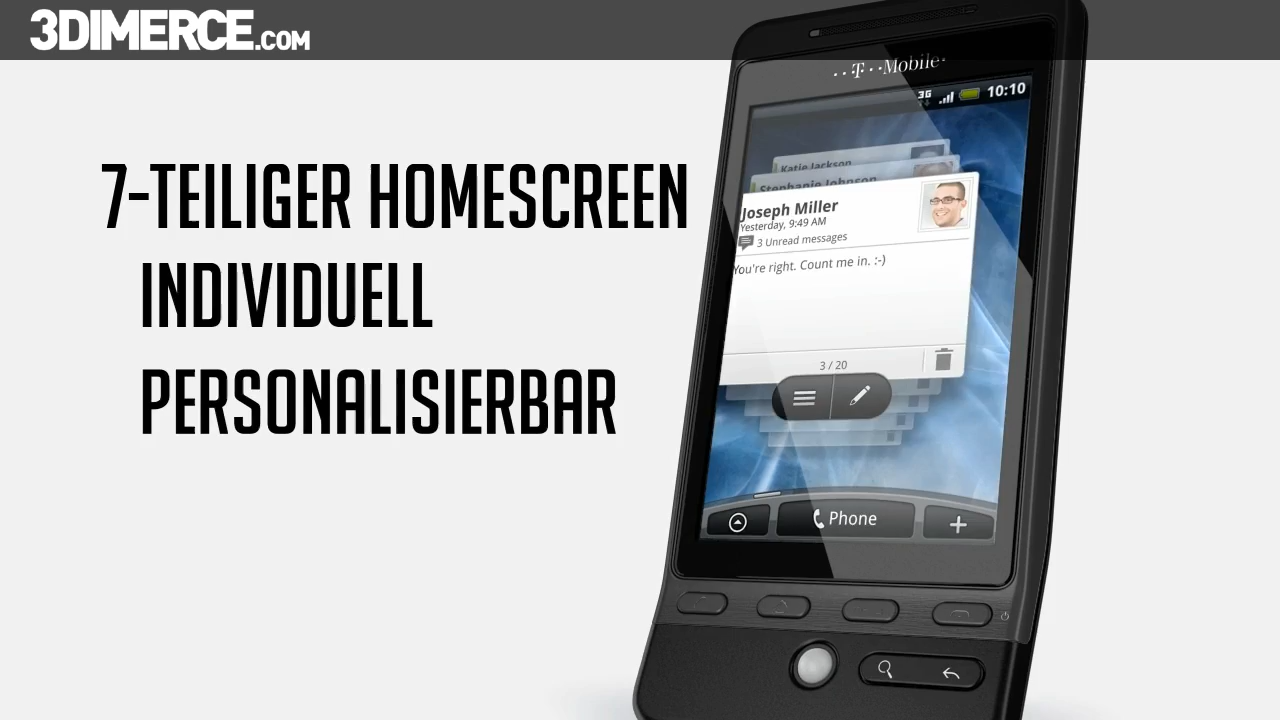 3DIMERCE.COM
··T··Mobile·
3G 10:10
7-TEILIGER HOMESCREEN
INDIVIDUELL
PERSONALISIERBAR
Katie Jackson
Stephanie Johnson
Joseph Miller
Yesterday, 9:49 AM
3 Unread messages
You're right. Count me in. :-)
3 / 20
Phone